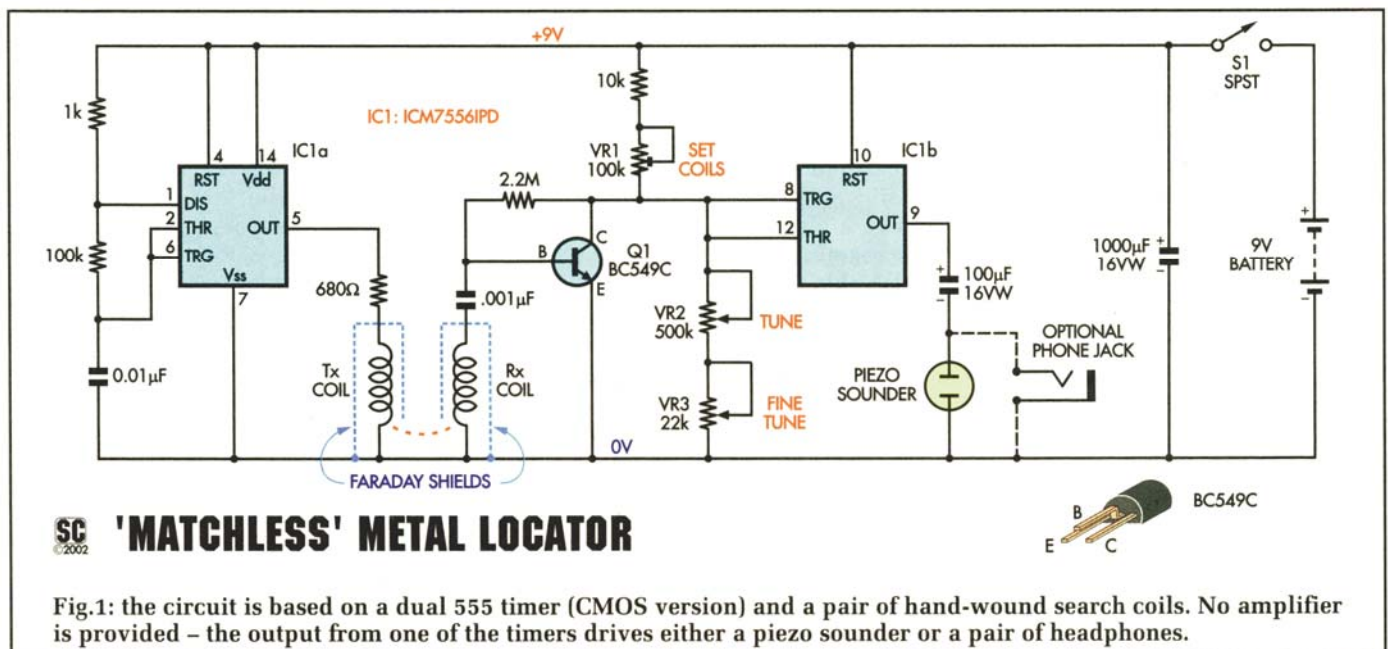 +9V
S1
SPST
1k
10k
IC1: ICM7556IPD
4
14
IC1a
RST
Vdd
1
DIS
2
THR
6
TRG
OUT
5
Vss
7
100k
0.01µF
680Ω
Tx
COIL
Rx
COIL
FARADAY SHIELDS
.001µF
2.2M
B
C
E
Q1
BC549C
VR1
100k
SET
COILS
VR2
500k
TUNE
VR3
22k
FINE
TUNE
0V
10
IC1b
RST
8
TRG
12
THR
OUT
9
+
100µF
16VW
–
PIEZO
SOUNDER
OPTIONAL
PHONE JACK
1000µF
16VW
+
–
+
9V
BATTERY
–
B
E
C
BC549C
SC
©2002
'MATCHLESS' METAL LOCATOR
Fig.1: the circuit is based on a dual 555 timer (CMOS version) and a pair of hand-wound search coils. No amplifier
is provided – the output from one of the timers drives either a piezo sounder or a pair of headphones.